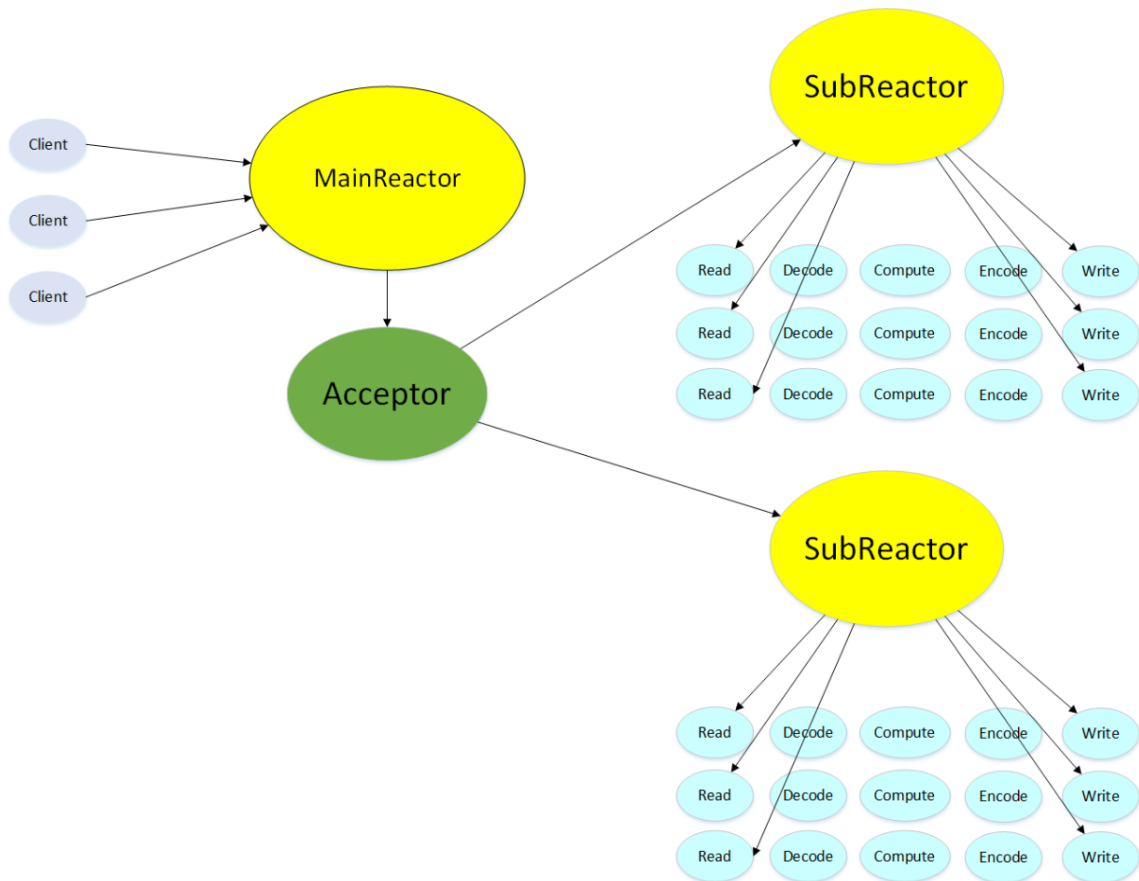 SubReactor
Client
MainReactor
Client
Client
Read Decode Compute Encode Write
Read Decode Compute Encode Write
Read Decode Compute Encode Write
Acceptor
SubReactor
Read Decode Compute Encode Write
Read Decode Compute Encode Write
Read Decode Compute Encode Write